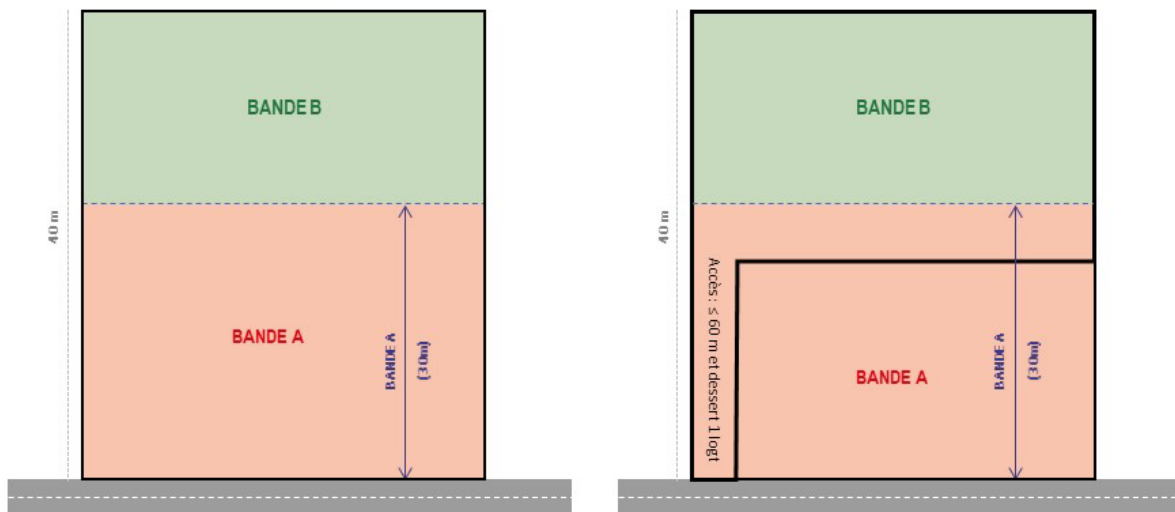 BANDE B
40 m
BANDE A
BANDE A
(30m)
BANDE B
40 m
Accès : ≤ 60 m et dessert 1 logt
BANDE A
BANDE A
(30m)